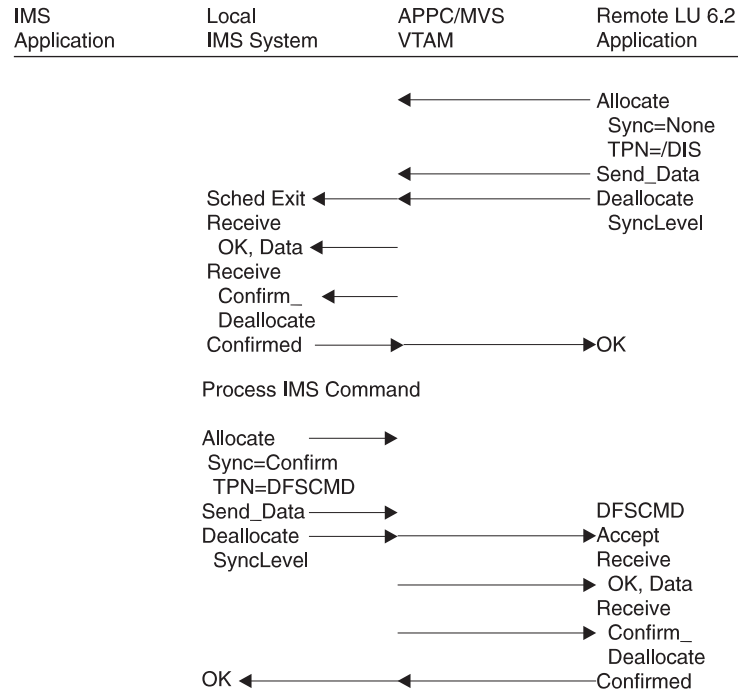 IMS Local APPC/MVS Remote LU 6.2
Application IMS System VTAM Application
Allocate
Sync=None
TPN=/DIS
Send_Data
Sched Exit Deallocate
Receive SyncLevel
OK, Data
Receive
Confirm_
Deallocate
Confirmed OK
Process IMS Command
Allocate
Sync=Confirm
TPN=DFSCMD
Send_Data DFSCMD
Deallocate Accept
SyncLevel Receive
OK, Data
Receive
Confirm_
Deallocate
OK Confirmed